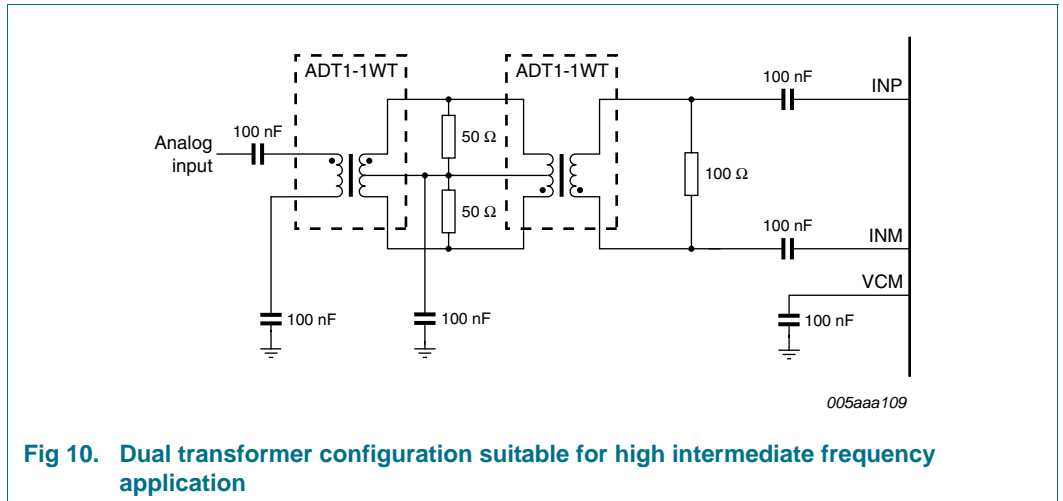 ADT1-1WT
ADT1-1WT
100 nF
INP
Analog
input
100 nF
50 Ω
100 Ω
50 Ω
100 nF
INM
VCM
100 nF
100 nF
100 nF
005aaa109
Fig 10. Dual transformer configuration suitable for high intermediate frequency
application